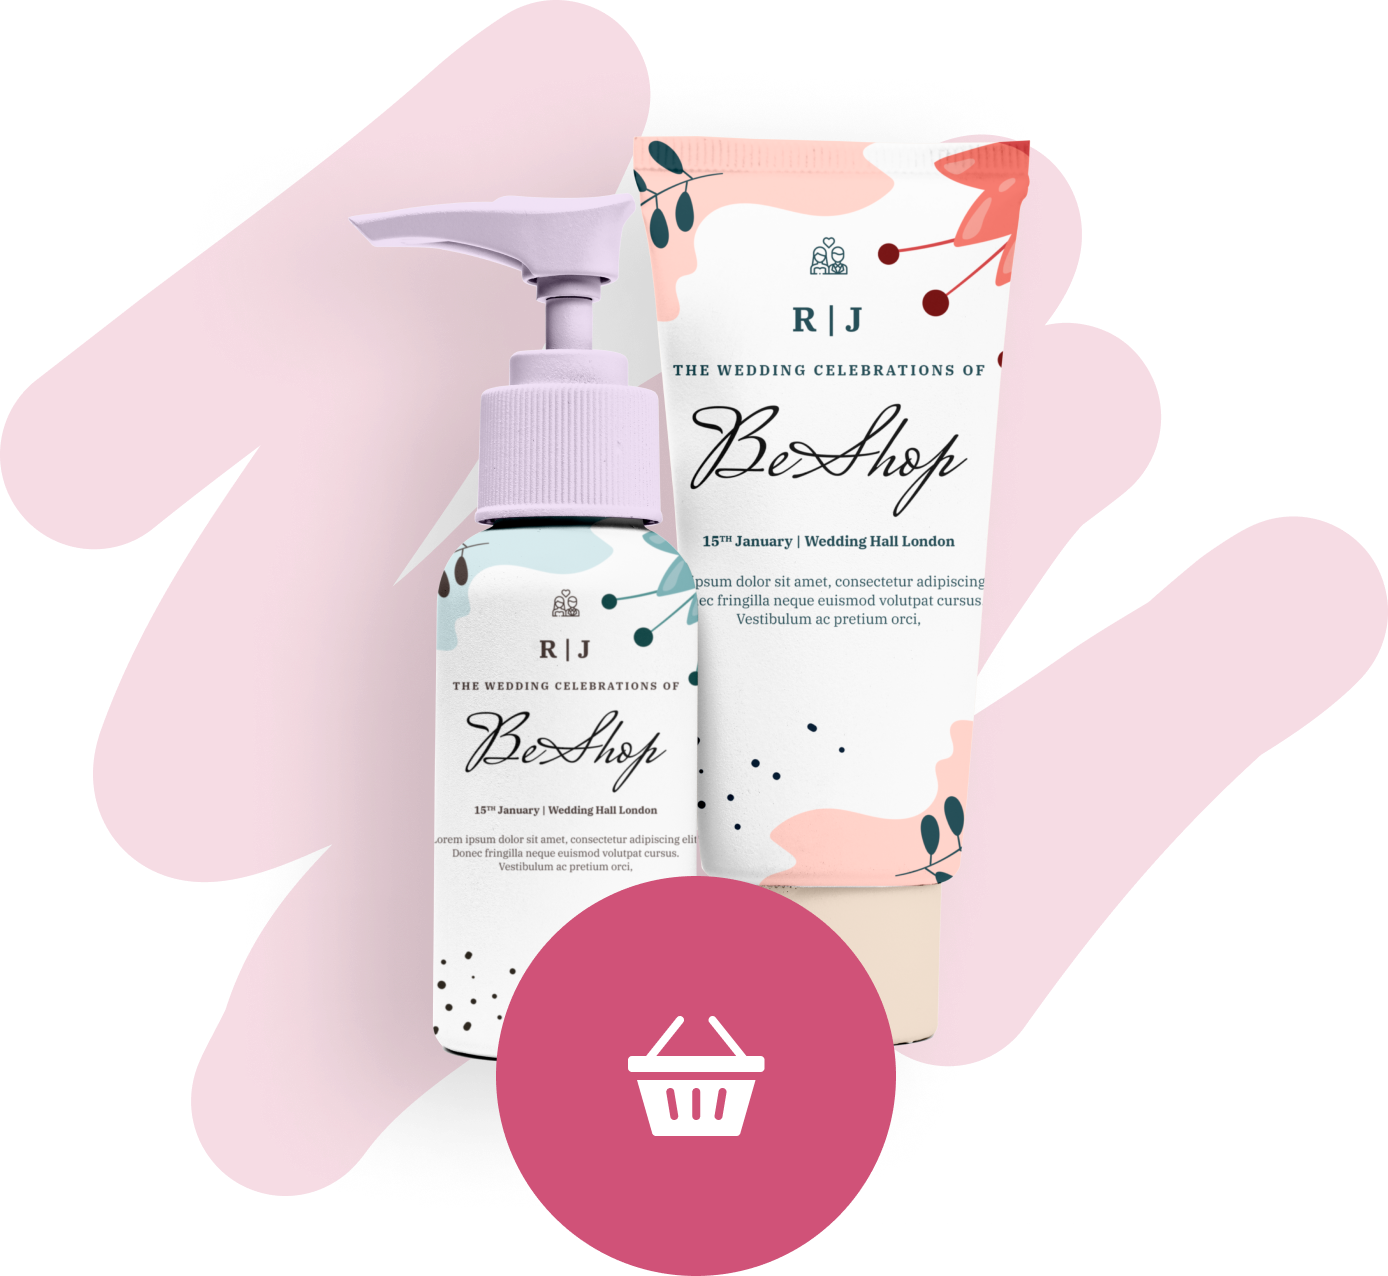 R | J
THE WEDDING CELEBRATIONS OF
BeShop
15TH January | Wedding Hall London
ipsum dolor sit amet, consectetur adipiscing
ec fringilla neque euismod volutpat cursus.
Vestibulum ac pretium orci,
R | J
THE WEDDING CELEBRATIONS OF
BeShop
15TH January | Wedding Hall London
Lorem ipsum dolor sit amet, consectetur adipiscing elit
Donec fringilla neque euismod volutpat cursus.
Vestibulum ac pretium orci,